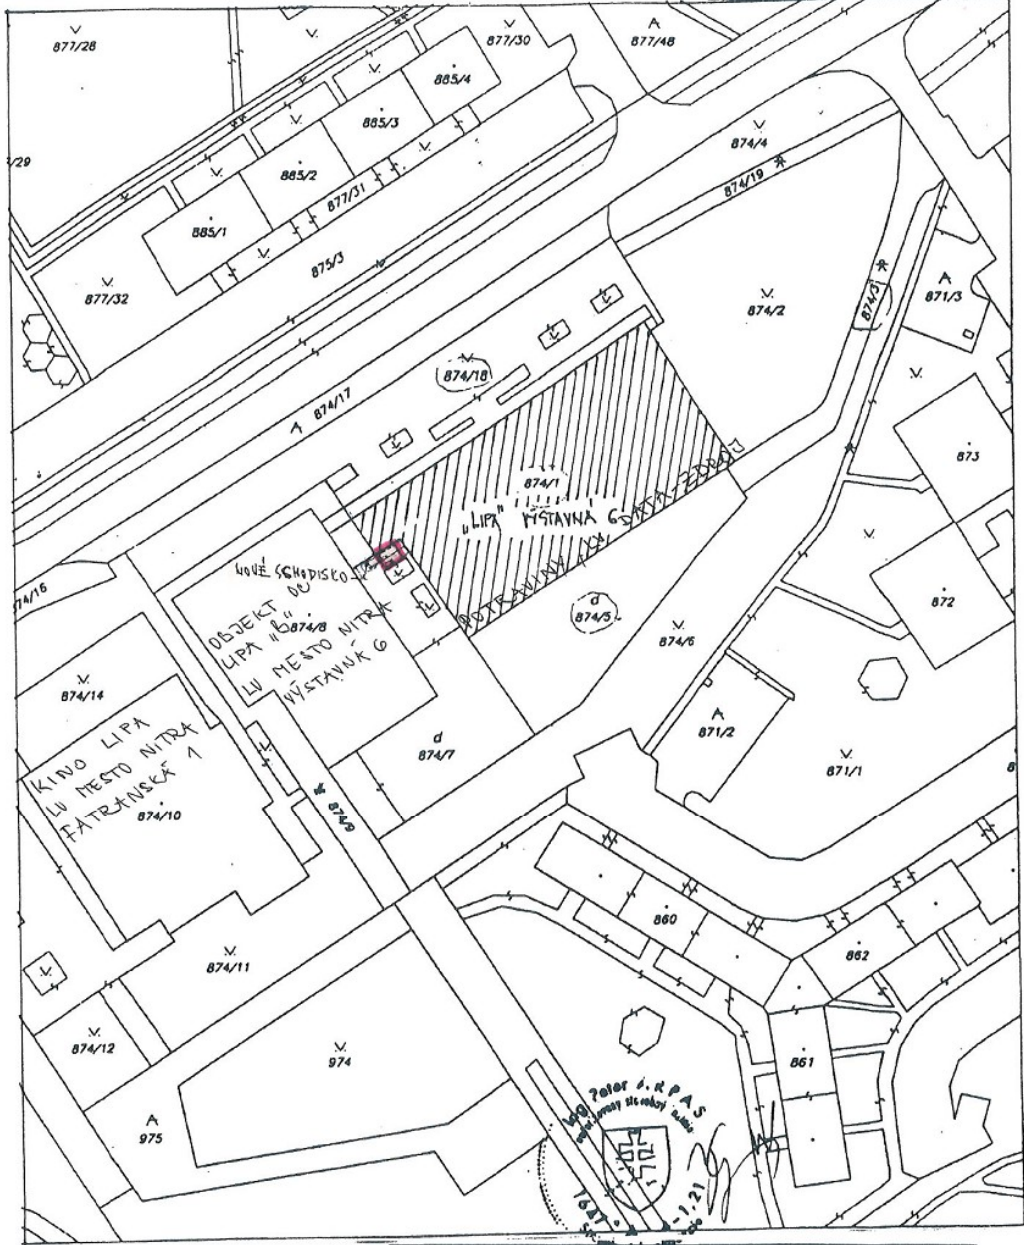 877/28
877/30
A
877/48
885/4
885/3
874/4
885/2
874/19
877/31
885/1
875/3
877/32
A
871/3
874/2
874/3
874/18
874/17
873
874/1
„LIPA" VÝSTAVNÁ 6
NOVÉ SCHODISKO
OBJEKT OU
LIPA "B"
LV MESTO NITRA
VÝSTAVNÁ 6
874/8
POTRAVINY
d
874/5
872
874/6
874/14
d
874/7
A
871/2
871/1
KINO LIPA
LV MESTO NITRA
FATRANSKÁ 1
874/10
874/9
860
862
874/11
874/12
974
861
A
975
Ing Peter